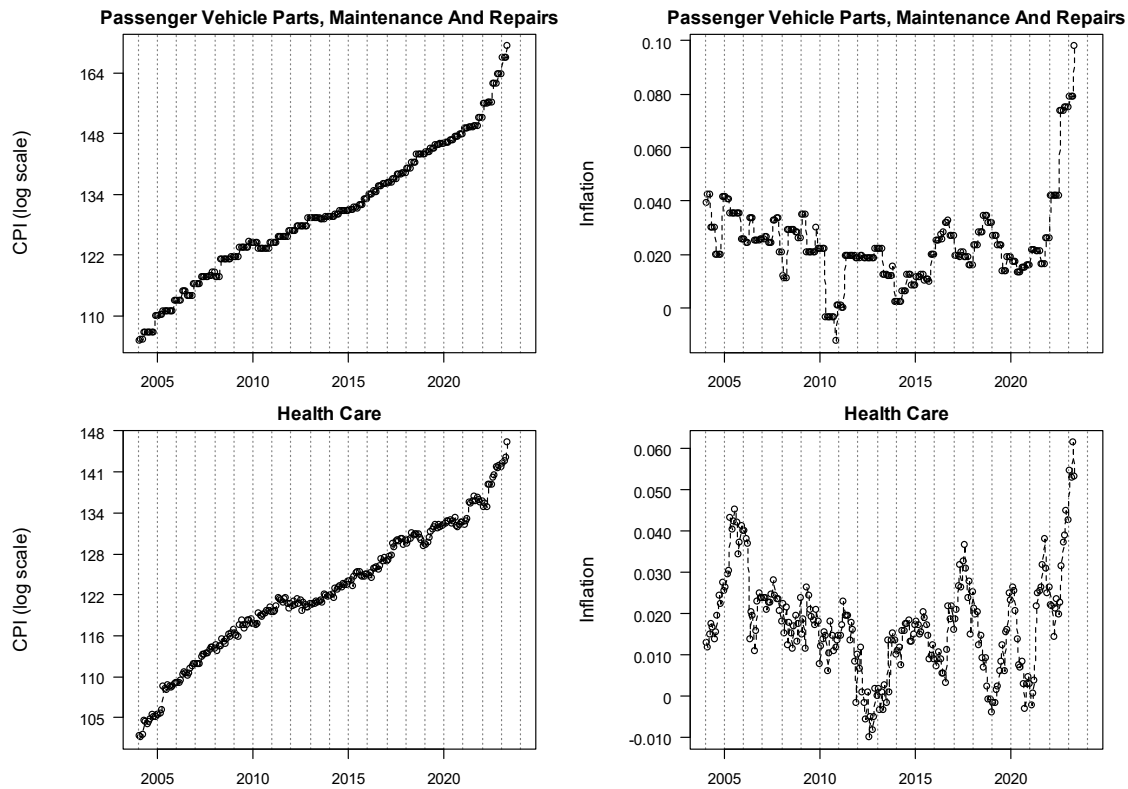 Passenger Vehicle Parts, Maintenance And Repairs
CPI (log scale)
164
148
134
122
110
2005 2010 2015 2020
Passenger Vehicle Parts, Maintenance And Repairs
Inflation
0.10
0.080
0.060
0.040
0.020
0
2005 2010 2015 2020
Health Care
CPI (log scale)
148
141
134
128
122
116
110
105
2005 2010 2015 2020
Health Care
Inflation
0.060
0.050
0.040
0.030
0.020
0.010
0
-0.010
2005 2010 2015 2020